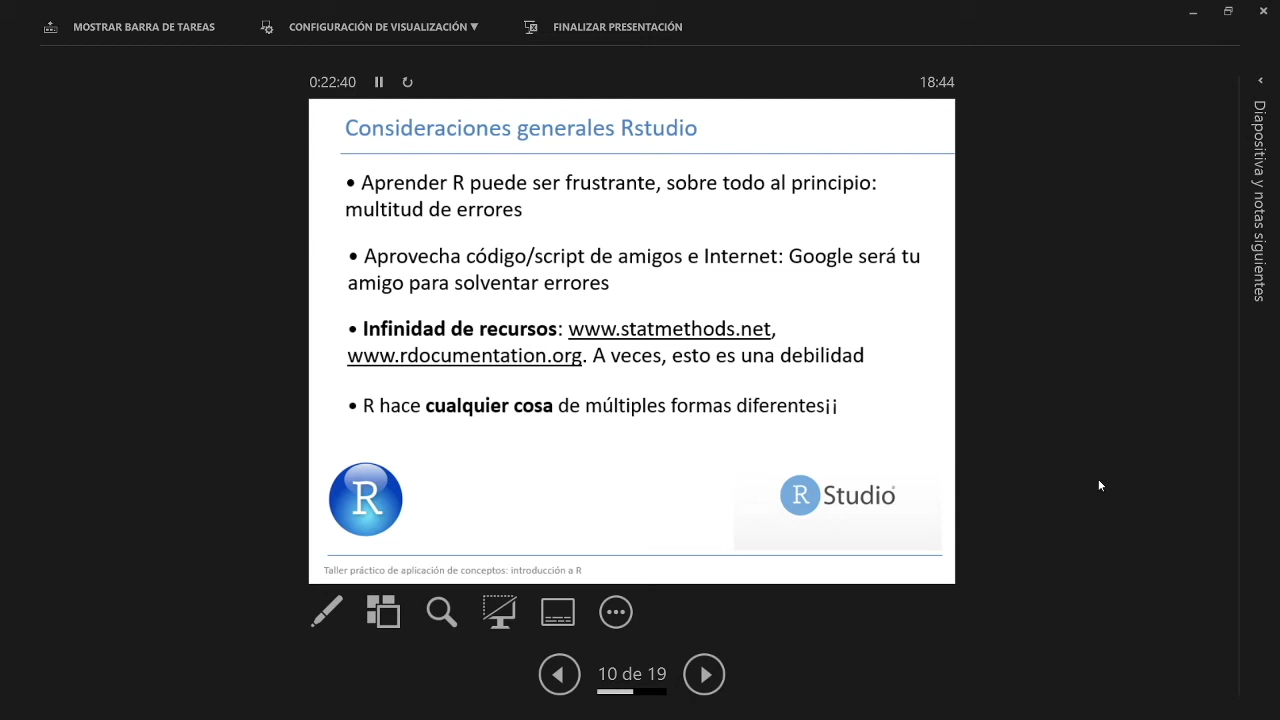 MOSTRAR BARRA DE TAREAS
CONFIGURACIÓN DE VISUALIZACIÓN ▼
FINALIZAR PRESENTACIÓN
0:22:40
18:44
Diapositiva y notas siguientes
Consideraciones generales Rstudio
• Aprender R puede ser frustrante, sobre todo al principio:
multitud de errores
• Aprovecha código/script de amigos e Internet: Google será tu
amigo para solventar errores
• Infinidad de recursos: www.statmethods.net,
www.rdocumentation.org. A veces, esto es una debilidad
• R hace cualquier cosa de múltiples formas diferentes¡¡
R
R Studio
Taller práctico de aplicación de conceptos: introducción a R
10 de 19